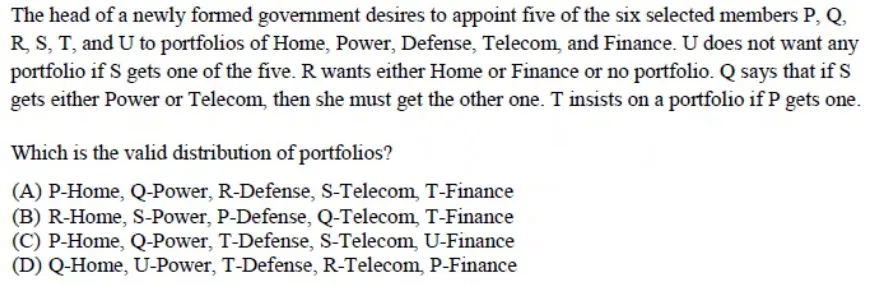 The head of a newly formed government desires to appoint five of the six selected members P, Q,
R, S, T, and U to portfolios of Home, Power, Defense, Telecom, and Finance. U does not want any
portfolio if S gets one of the five. R wants either Home or Finance or no portfolio. Q says that if S
gets either Power or Telecom, then she must get the other one. T insists on a portfolio if P gets one.
Which is the valid distribution of portfolios?
(A) P-Home, Q-Power, R-Defense, S-Telecom, T-Finance
(B) R-Home, S-Power, P-Defense, Q-Telecom, T-Finance
(C) P-Home, Q-Power, T-Defense, S-Telecom, U-Finance
(D) Q-Home, U-Power, T-Defense, R-Telecom, P-Finance